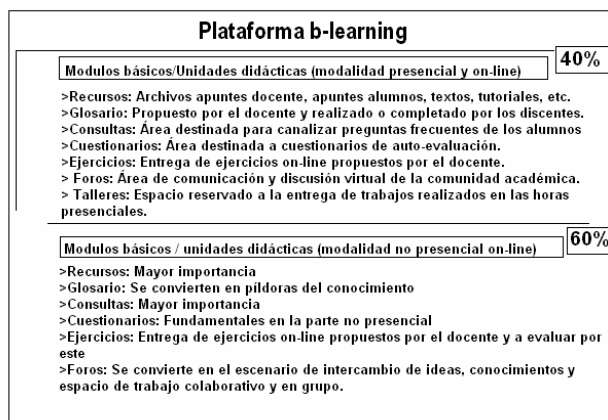 Plataforma b-learning
40%
Modulos básicos/Unidades didácticas (modalidad presencial y on-line)
>Recursos: Archivos apuntes docente, apuntes alumnos, textos, tutoriales, etc.
>Glosario: Propuesto por el docente y realizado o completado por los discentes.
>Consultas: Área destinada para canalizar preguntas frecuentes de los alumnos
>Cuestionarios: Área destinada a cuestionarios de auto-evaluación.
>Ejercicios: Entrega de ejercicios on-line propuestos por el docente.
> Foros: Área de comunicación y discusión virtual de la comunidad académica.
> Talleres: Espacio reservado a la entrega de trabajos realizados en las horas
presenciales.
60%
Modulos básicos / unidades didácticas (modalidad no presencial on-line)
>Recursos: Mayor importancia
>Glosario: Se convierten en píldoras del conocimiento
>Consultas: Mayor importancia
>Cuestionarios: Fundamentales en la parte no presencial
>Ejercicios: Entrega de ejercicios on-line propuestos por el docente y a evaluar por
este
>Foros: Se convierte en el escenario de intercambio de ideas, conocimientos y
espacio de trabajo colaborativo y en grupo.